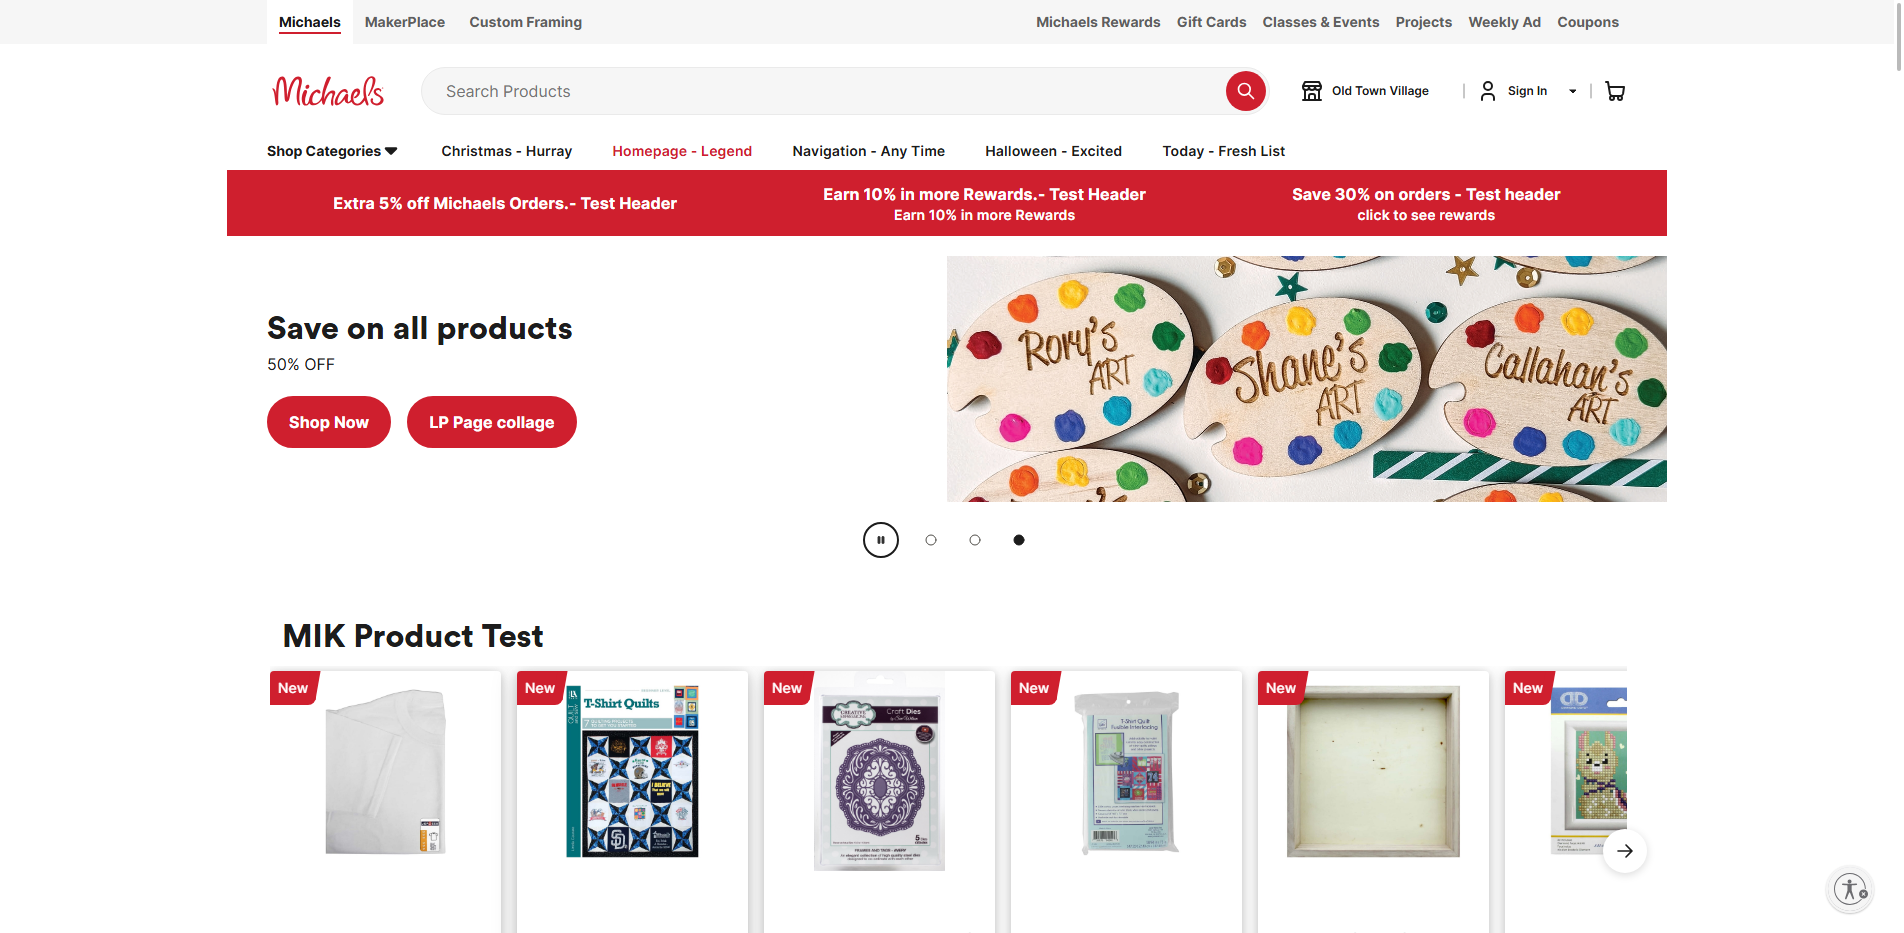 Michaels
MakerPlace
Custom Framing
Michaels Rewards
Gift Cards
Classes & Events
Projects
Weekly Ad
Coupons
Michaels
Search Products
Old Town Village
Sign In
Shop Categories
Christmas - Hurray
Homepage - Legend
Navigation - Any Time
Halloween - Excited
Today - Fresh List
Extra 5% off Michaels Orders.- Test Header
Earn 10% in more Rewards.- Test Header
Earn 10% in more Rewards
Save 30% on orders - Test header
click to see rewards
Save on all products
50% OFF
Shop Now
LP Page collage
Rory's
ART
Shane's
ART
Callahan's
ART
MIK Product Test
New
New
T-Shirt Quilts
QUILT
New
Craft Dies
New
T-Shirt Quilt
Fusible Interfacing
New
New